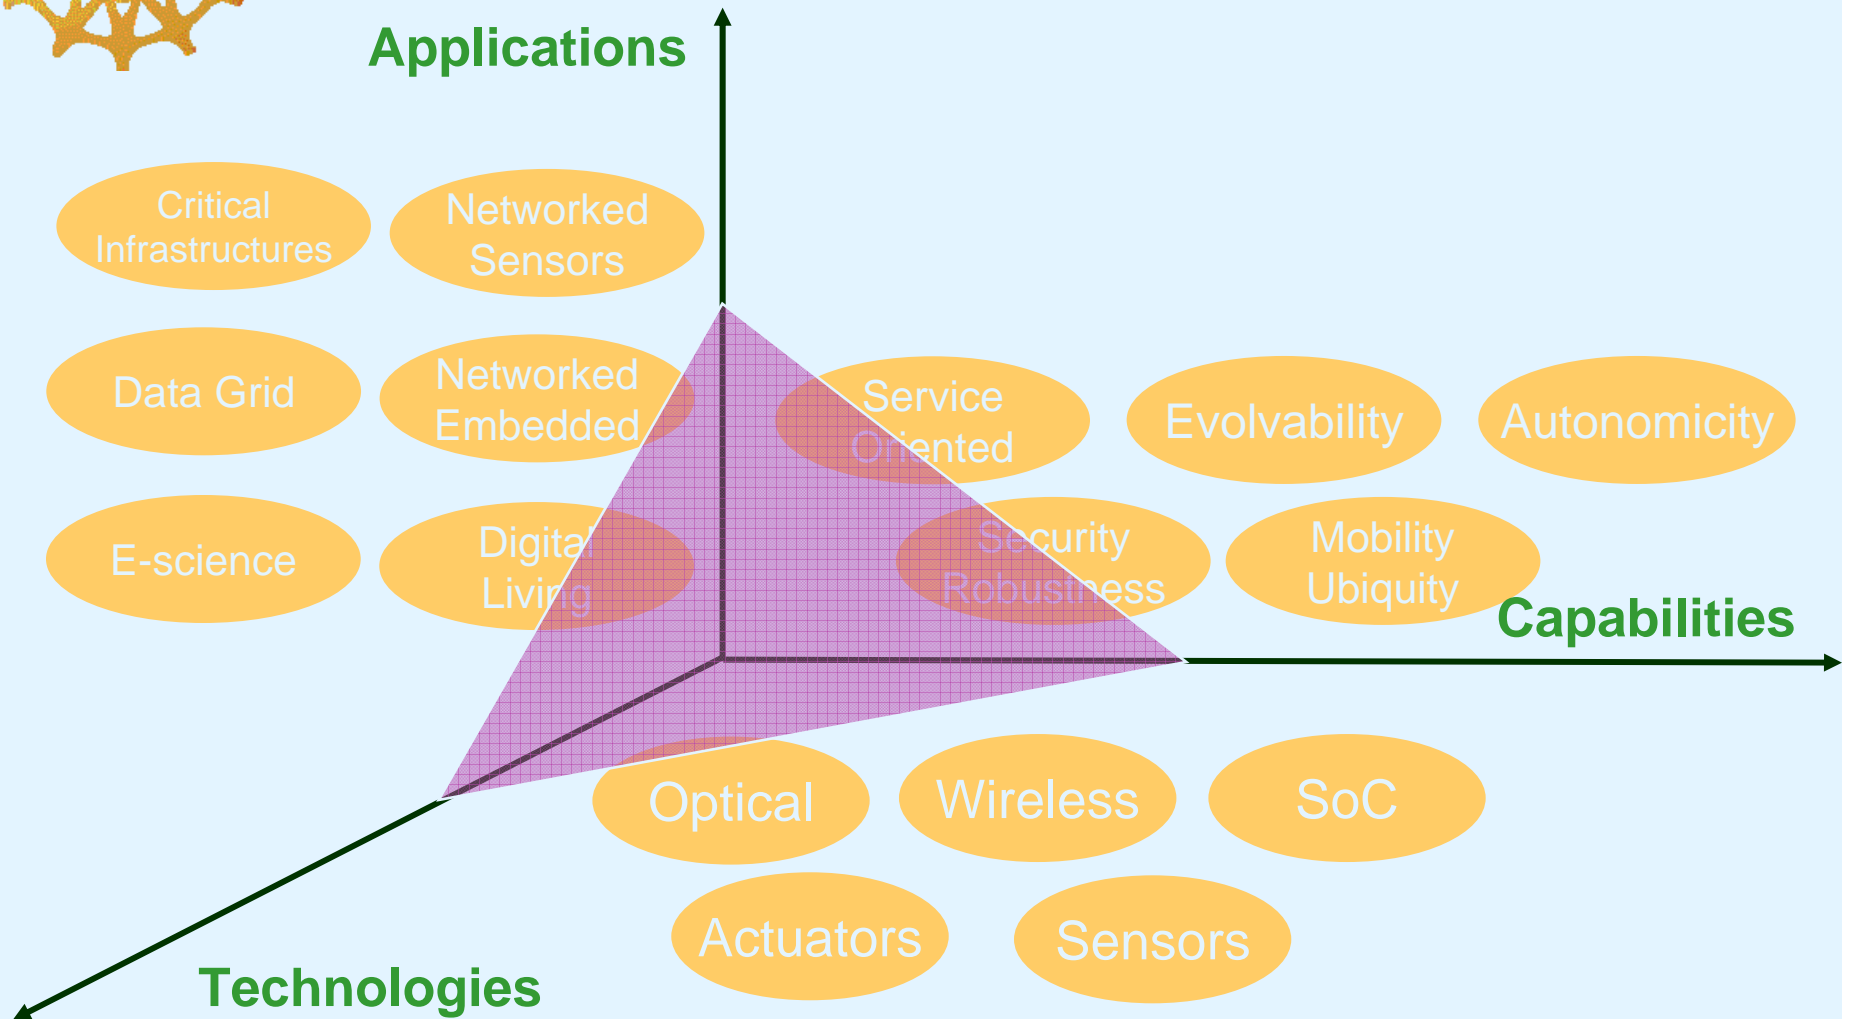 Applications
Critical
Infrastructures
Networked
Sensors
Data Grid
Networked
Embedded
Service
Oriented
Evolvability
Autonomicity
E-science
Digital
Living
Security
Robustness
Mobility
Ubiquity
Capabilities
Optical
Wireless
SoC
Actuators
Sensors
Technologies